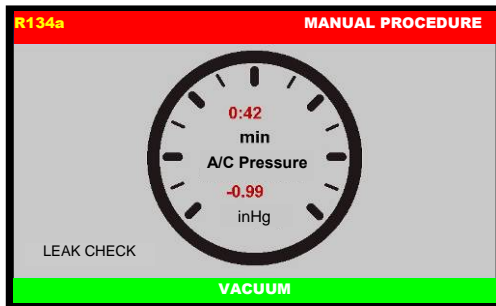 R134a MANUAL PROCEDURE
0:42
min
A/C Pressure
-0.99
inHg
LEAK CHECK
VACUUM